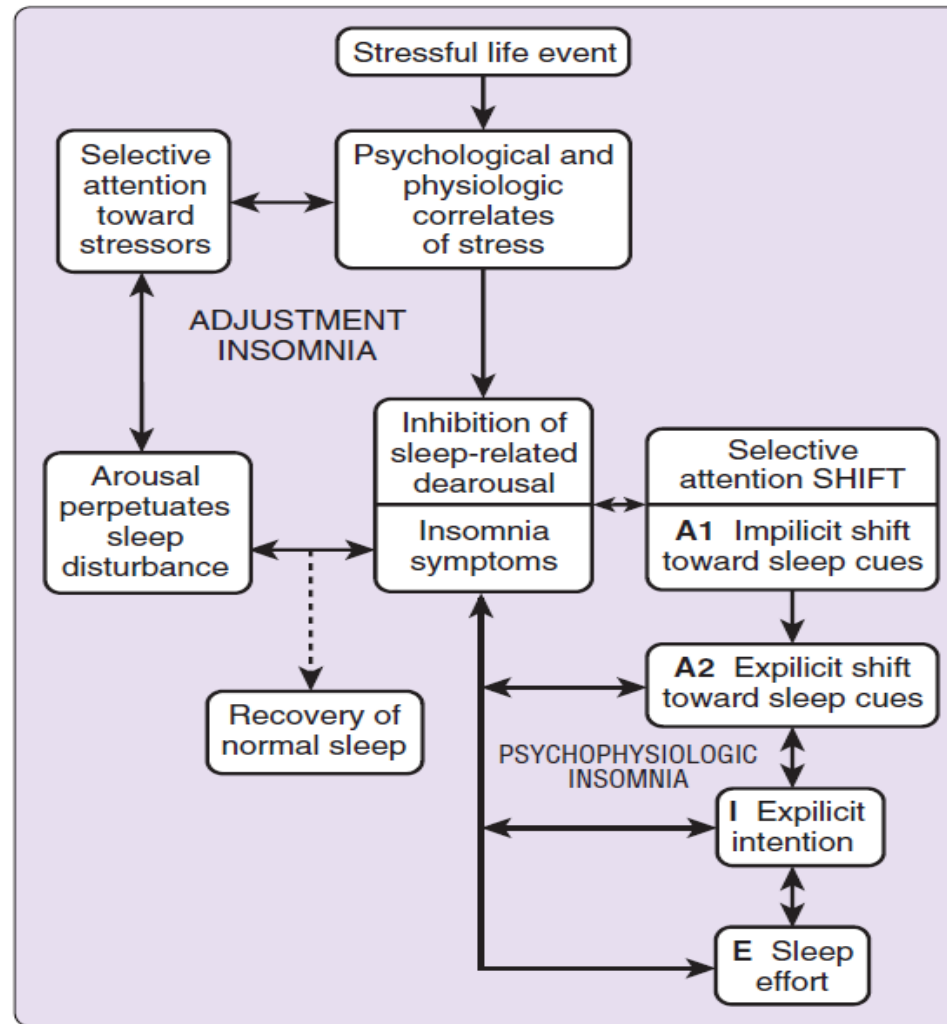 Stressful life event
Selective
attention
toward
stressors
Psychological and
physiologic
correlates
of stress
ADJUSTMENT
INSOMNIA
Inhibition of
sleep-related
dearousal
Insomnia
symptoms
Selective
attention SHIFT
A1 Impilicit shift
toward sleep cues
Arousal
perpetuates
sleep
disturbance
A2 Expilicit shift
toward sleep cues
Recovery of
normal sleep
PSYCHOPHYSIOLOGIC
INSOMNIA
I Expilicit
intention
E Sleep
effort